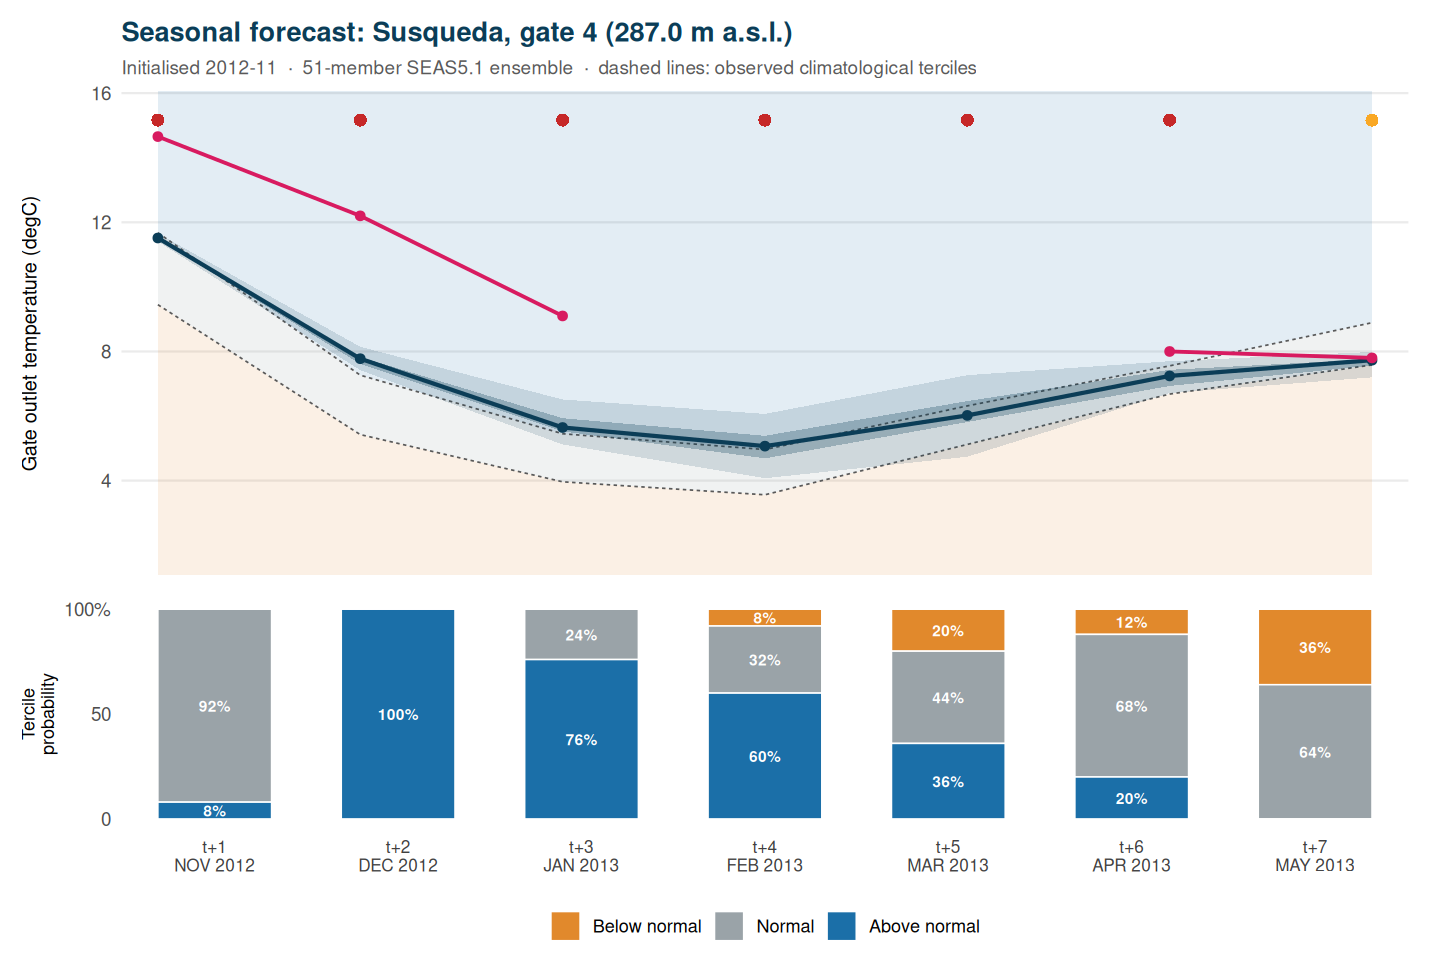 Seasonal forecast: Susqueda, gate 4 (287.0 m a.s.l.)
Initialised 2012-11 · 51-member SEAS5.1 ensemble · dashed lines: observed climatological terciles
Gate outlet temperature (degC)
16
12
8
4
Tercile
probability
100%
50
0
92%
8%
100%
24%
76%
8%
32%
60%
20%
44%
36%
12%
68%
20%
36%
64%
t+1
NOV 2012
t+2
DEC 2012
t+3
JAN 2013
t+4
FEB 2013
t+5
MAR 2013
t+6
APR 2013
t+7
MAY 2013
Below normal
Normal
Above normal